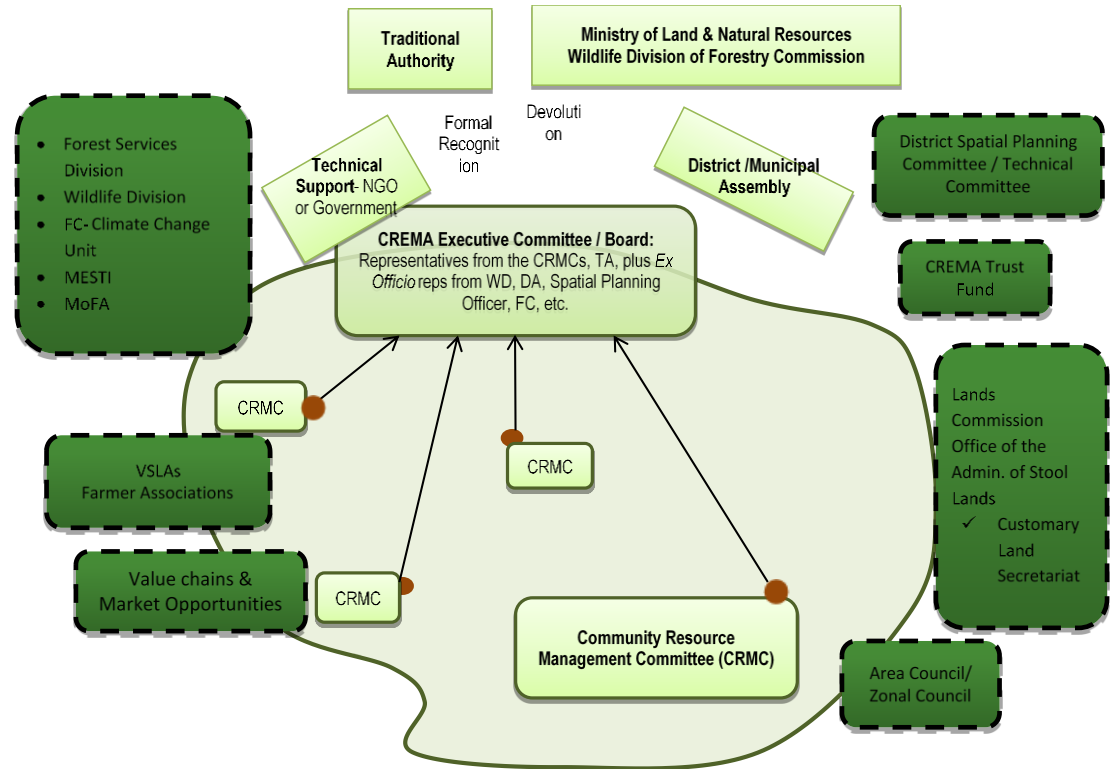 Traditional
Authority
Ministry of Land & Natural Resources
Wildlife Division of Forestry Commission
Devoluti
on
Formal
Recognit
ion
Technical
Support- NGO
or Government
District /Municipal
Assembly
• Forest Services
Division
• Wildlife Division
• FC- Climate Change
Unit
• MESTI
• MoFA
District Spatial Planning
Committee / Technical
Committee
CREMA Executive Committee / Board:
Representatives from the CRMCs, TA, plus Ex
Officio reps from WD, DA, Spatial Planning
Officer, FC, etc.
CREMA Trust
Fund
CRMC
CRMC
VSLAs
Farmer Associations
Lands
Commission
Office of the
Admin. of Stool
Lands
✓ Customary
Land
Secretariat
Value chains &
Market Opportunities
CRMC
Community Resource
Management Committee (CRMC)
Area Council/
Zonal Council